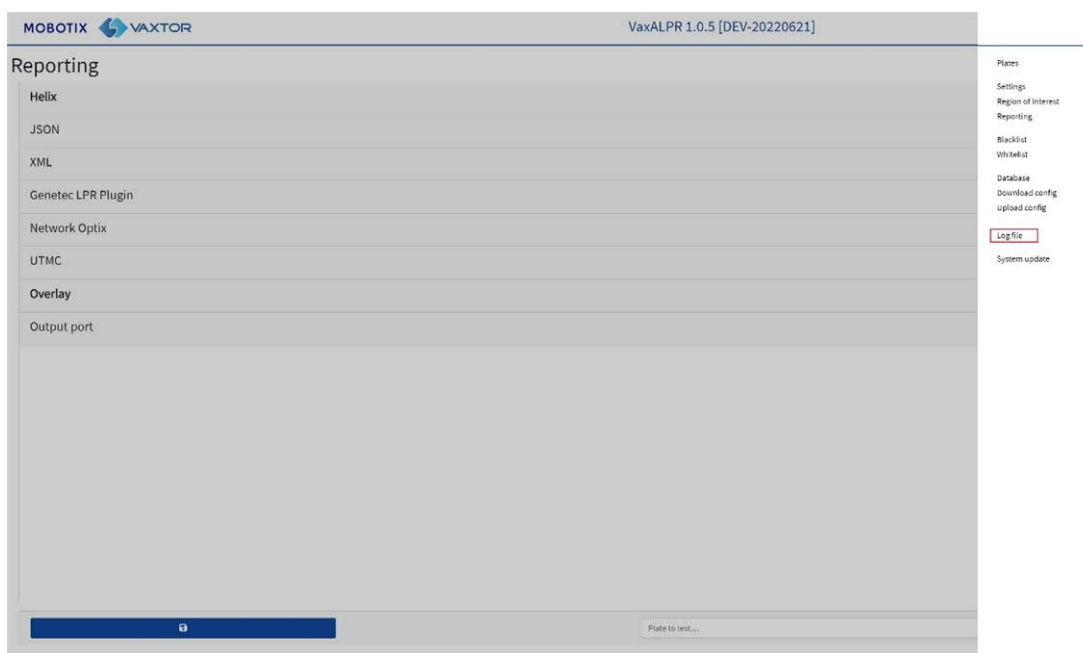 MOBOTIX VAXTOR
VaxALPR 1.0.5 [DEV-20220621]
Reporting
Helix
JSON
XML
Genetec LPR Plugin
Network Optix
UTMC
Overlay
Output port
Plate to test...
Plates
Settings
Region of Interest
Reporting
Blacklist
Whitelist
Database
Download config
Upload config
Log file
System update